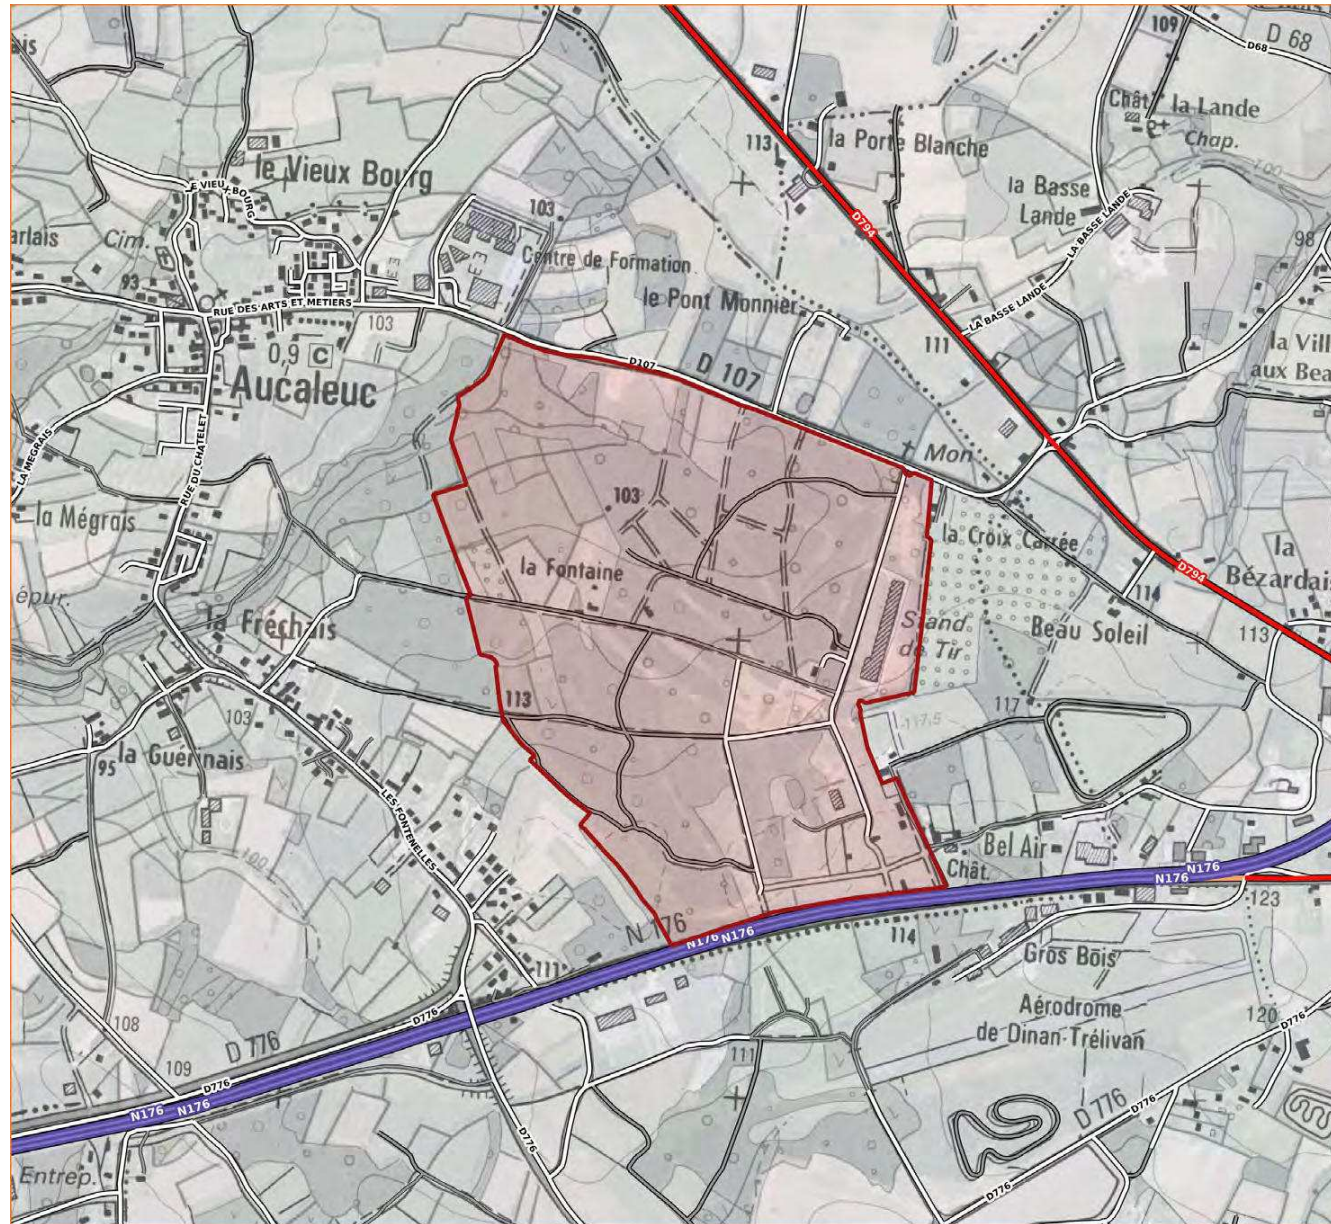 109
D 68
D68
Chât.
la Lande
Chap.
113
la Porte Blanche
le Vieux Bourg
la Basse
Lande
LA BASSE LANDE
100
D794
arlais
Cim.
103
Centre de Formation
98
93
le Pont Monnier
RUE DES ARTS ET METIERS
103
LA BASSE LANDE
111
0,9 C
D107
D 107
la Vill
aux Bea
Aucaleuc
RUE DU CHATELET
LA MEGRAIS
Mon
103
la Mégrais
la Croix Carrée
la
Bézardai
D794
114
la Fontaine
épur.
la Fréchais
Stand
de Tir
Beau Soleil
113
113
103
117
117,5
la Guérinais
95
LES FONTENELLES
100
Bel Air
Chât.
N176
N176
N 176
N176
N176
123
114
111
Gros Bois
108
D 776
D776
Aérodrome
de Dinan-Trélivan
120
D776
109
D776
111
N176
N176
D776
D 776
D776
Entrep.
D776